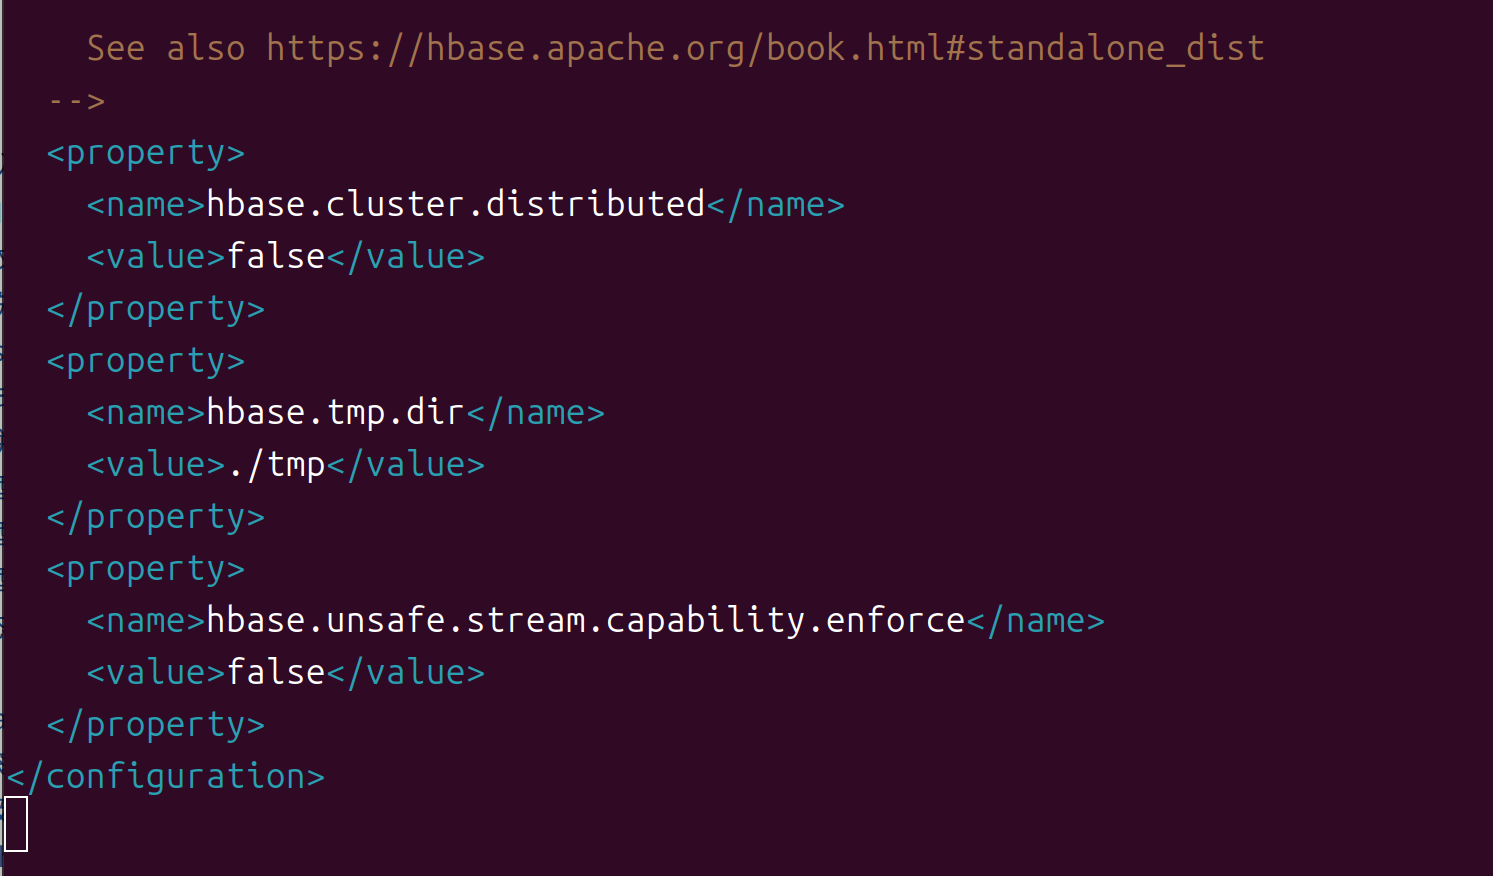 See also https://hbase.apache.org/book.html#standalone_dist
-->
<property>
<name>hbase.cluster.distributed</name>
<value>false</value>
</property>
<property>
<name>hbase.tmp.dir</name>
<value>./tmp</value>
</property>
<property>
<name>hbase.unsafe.stream.capability.enforce</name>
<value>false</value>
</property>
</configuration>